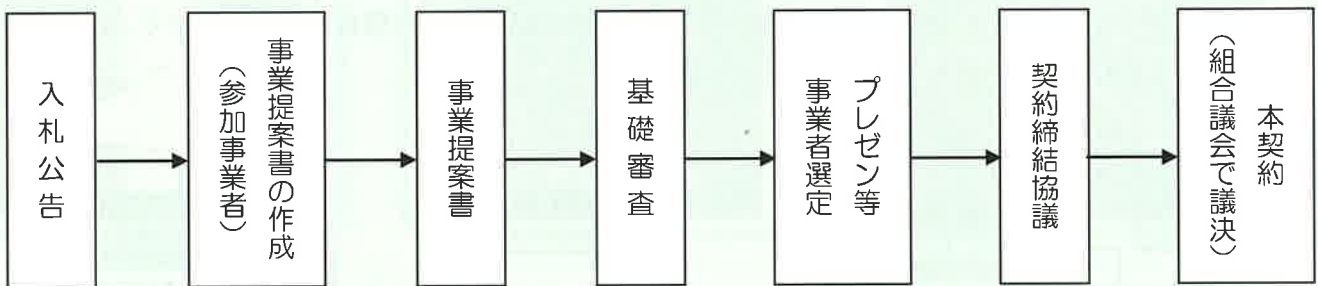 入札公告
事業提案書の作成
（参加事業者）
事業提案書
基礎審査
プレゼン等
事業者選定
契約締結協議
本契約
（組合議会で議決）